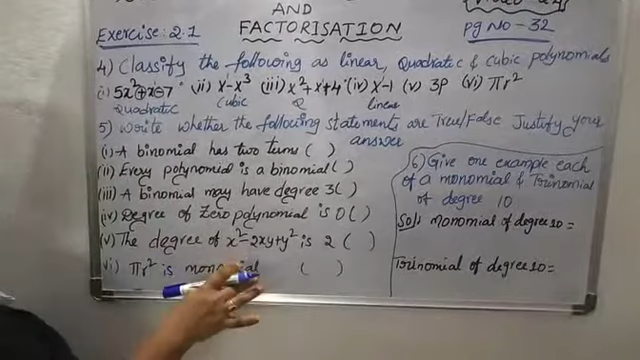 AND
FACTORISATION
Exercise: 2.1
pg NO - 32
4) Classify the following as linear, Quadratic & Cubic polynomials
(i) 5x²+x-7 (ii) x-x³ (iii) x²+x+4 (iv) x-1 (v) 3p (vi) πr²
Quadratic Cubic Q linear
5) Write whether the following statements are True/False Justify your answer
(i) A binomial has two terms ( )
(ii) Every polynomial is a binomial ( )
(iii) A binomial may have degree 3 ( )
(iv) Degree of Zero polynomial is 0 ( )
(v) The degree of x²-2xy+y² is 2 ( )
vi) πr² is monomial ( )
6) Give one example each
of a monomial & Trinomial
of degree 10
Sol: monomial of degree 10 =
Trinomial of degree 10 =